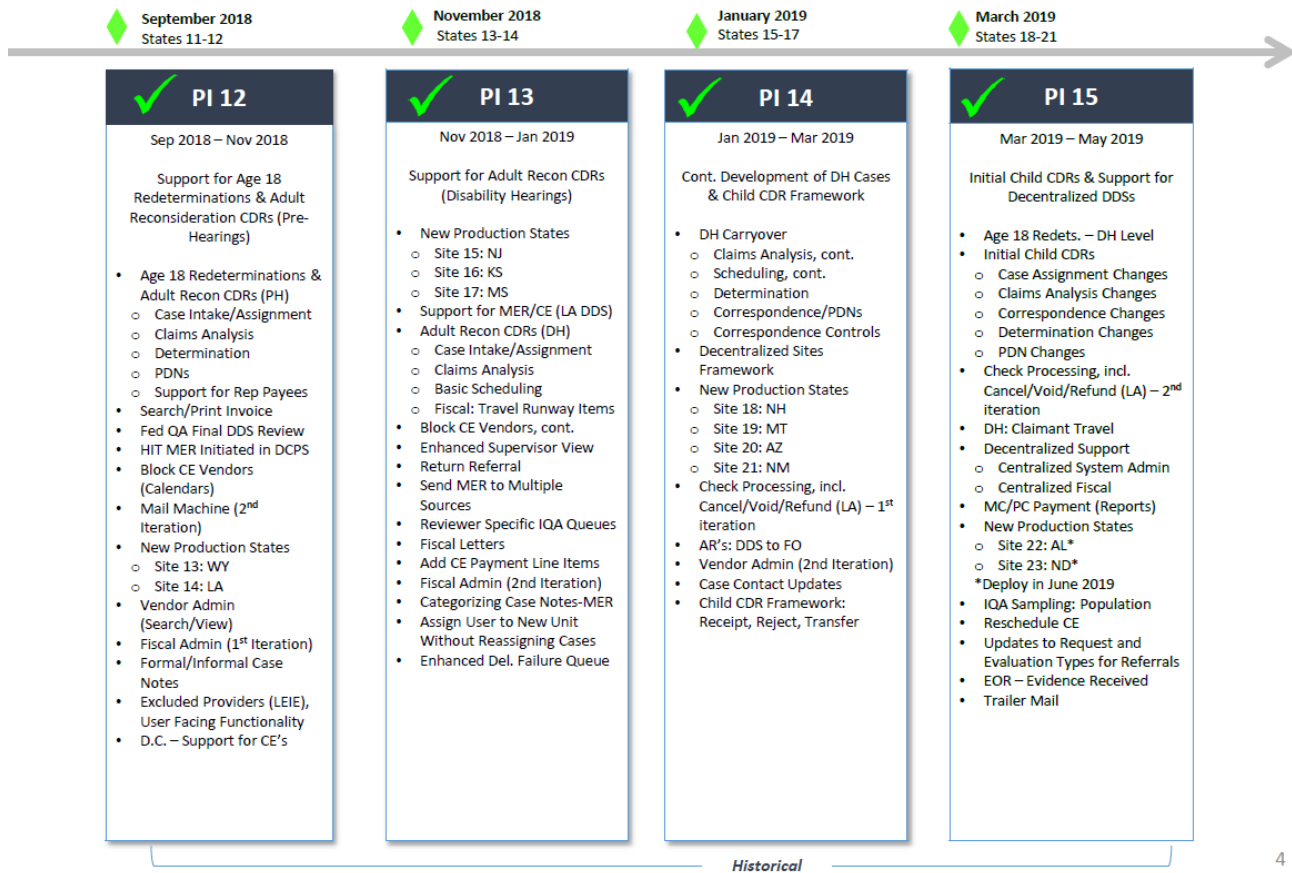 September 2018
States 11-12
November 2018
States 13-14
January 2019
States 15-17
March 2019
States 18-21
PI 12
Sep 2018 – Nov 2018
Support for Age 18
Redeterminations & Adult
Reconsideration CDRs (Pre-
Hearings)
• Age 18 Redeterminations &
Adult Recon CDRs (PH)
o Case Intake/Assignment
o Claims Analysis
o Determination
o PDNs
o Support for Rep Payees
• Search/Print Invoice
• Fed QA Final DDS Review
• HIT MER Initiated in DCPS
• Block CE Vendors
(Calendars)
• Mail Machine (2nd
Iteration)
• New Production States
o Site 13: WY
o Site 14: LA
• Vendor Admin
(Search/View)
• Fiscal Admin (1st Iteration)
• Formal/Informal Case
Notes
• Excluded Providers (LEIE),
User Facing Functionality
• D.C. – Support for CE's
PI 13
Nov 2018 – Jan 2019
Support for Adult Recon CDRs
(Disability Hearings)
• New Production States
o Site 15: NJ
o Site 16: KS
o Site 17: MS
• Support for MER/CE (LA DDS)
• Adult Recon CDRs (DH)
o Case Intake/Assignment
o Claims Analysis
o Basic Scheduling
o Fiscal: Travel Runway Items
• Block CE Vendors, cont.
• Enhanced Supervisor View
• Return Referral
• Send MER to Multiple
Sources
• Reviewer Specific IQA Queues
• Fiscal Letters
• Add CE Payment Line Items
• Fiscal Admin (2nd Iteration)
• Categorizing Case Notes-MER
• Assign User to New Unit
Without Reassigning Cases
• Enhanced Del. Failure Queue
PI 14
Jan 2019 – Mar 2019
Cont. Development of DH Cases
& Child CDR Framework
• DH Carryover
o Claims Analysis, cont.
o Scheduling, cont.
o Determination
o Correspondence/PDNs
o Correspondence Controls
• Decentralized Sites
Framework
• New Production States
o Site 18: NH
o Site 19: MT
o Site 20: AZ
o Site 21: NM
• Check Processing, incl.
Cancel/Void/Refund (LA) – 1st
iteration
• AR's: DDS to FO
• Vendor Admin (2nd Iteration)
• Case Contact Updates
• Child CDR Framework:
Receipt, Reject, Transfer
PI 15
Mar 2019 – May 2019
Initial Child CDRs & Support for
Decentralized DDSs
• Age 18 Redets. – DH Level
• Initial Child CDRs
o Case Assignment Changes
o Claims Analysis Changes
o Correspondence Changes
o Determination Changes
o PDN Changes
• Check Processing, incl.
Cancel/Void/Refund (LA) – 2nd
iteration
• DH: Claimant Travel
• Decentralized Support
o Centralized System Admin
o Centralized Fiscal
• MC/PC Payment (Reports)
• New Production States
o Site 22: AL*
o Site 23: ND*
*Deploy in June 2019
• IQA Sampling: Population
• Reschedule CE
• Updates to Request and
Evaluation Types for Referrals
• EOR – Evidence Received
• Trailer Mail
Historical
4